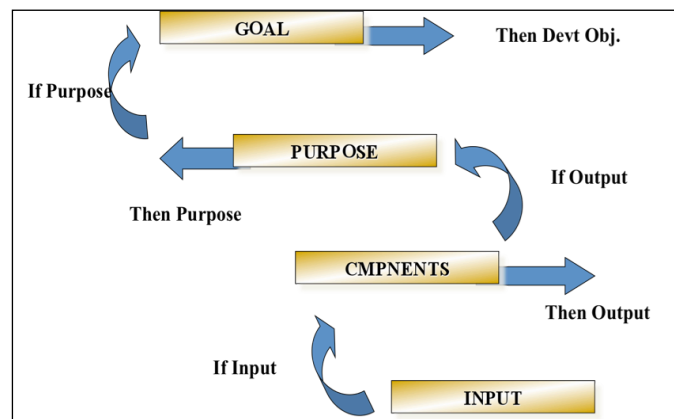 GOAL
Then Devt Obj.
If Purpose
PURPOSE
If Output
Then Purpose
CMPNENTS
Then Output
If Input
INPUT